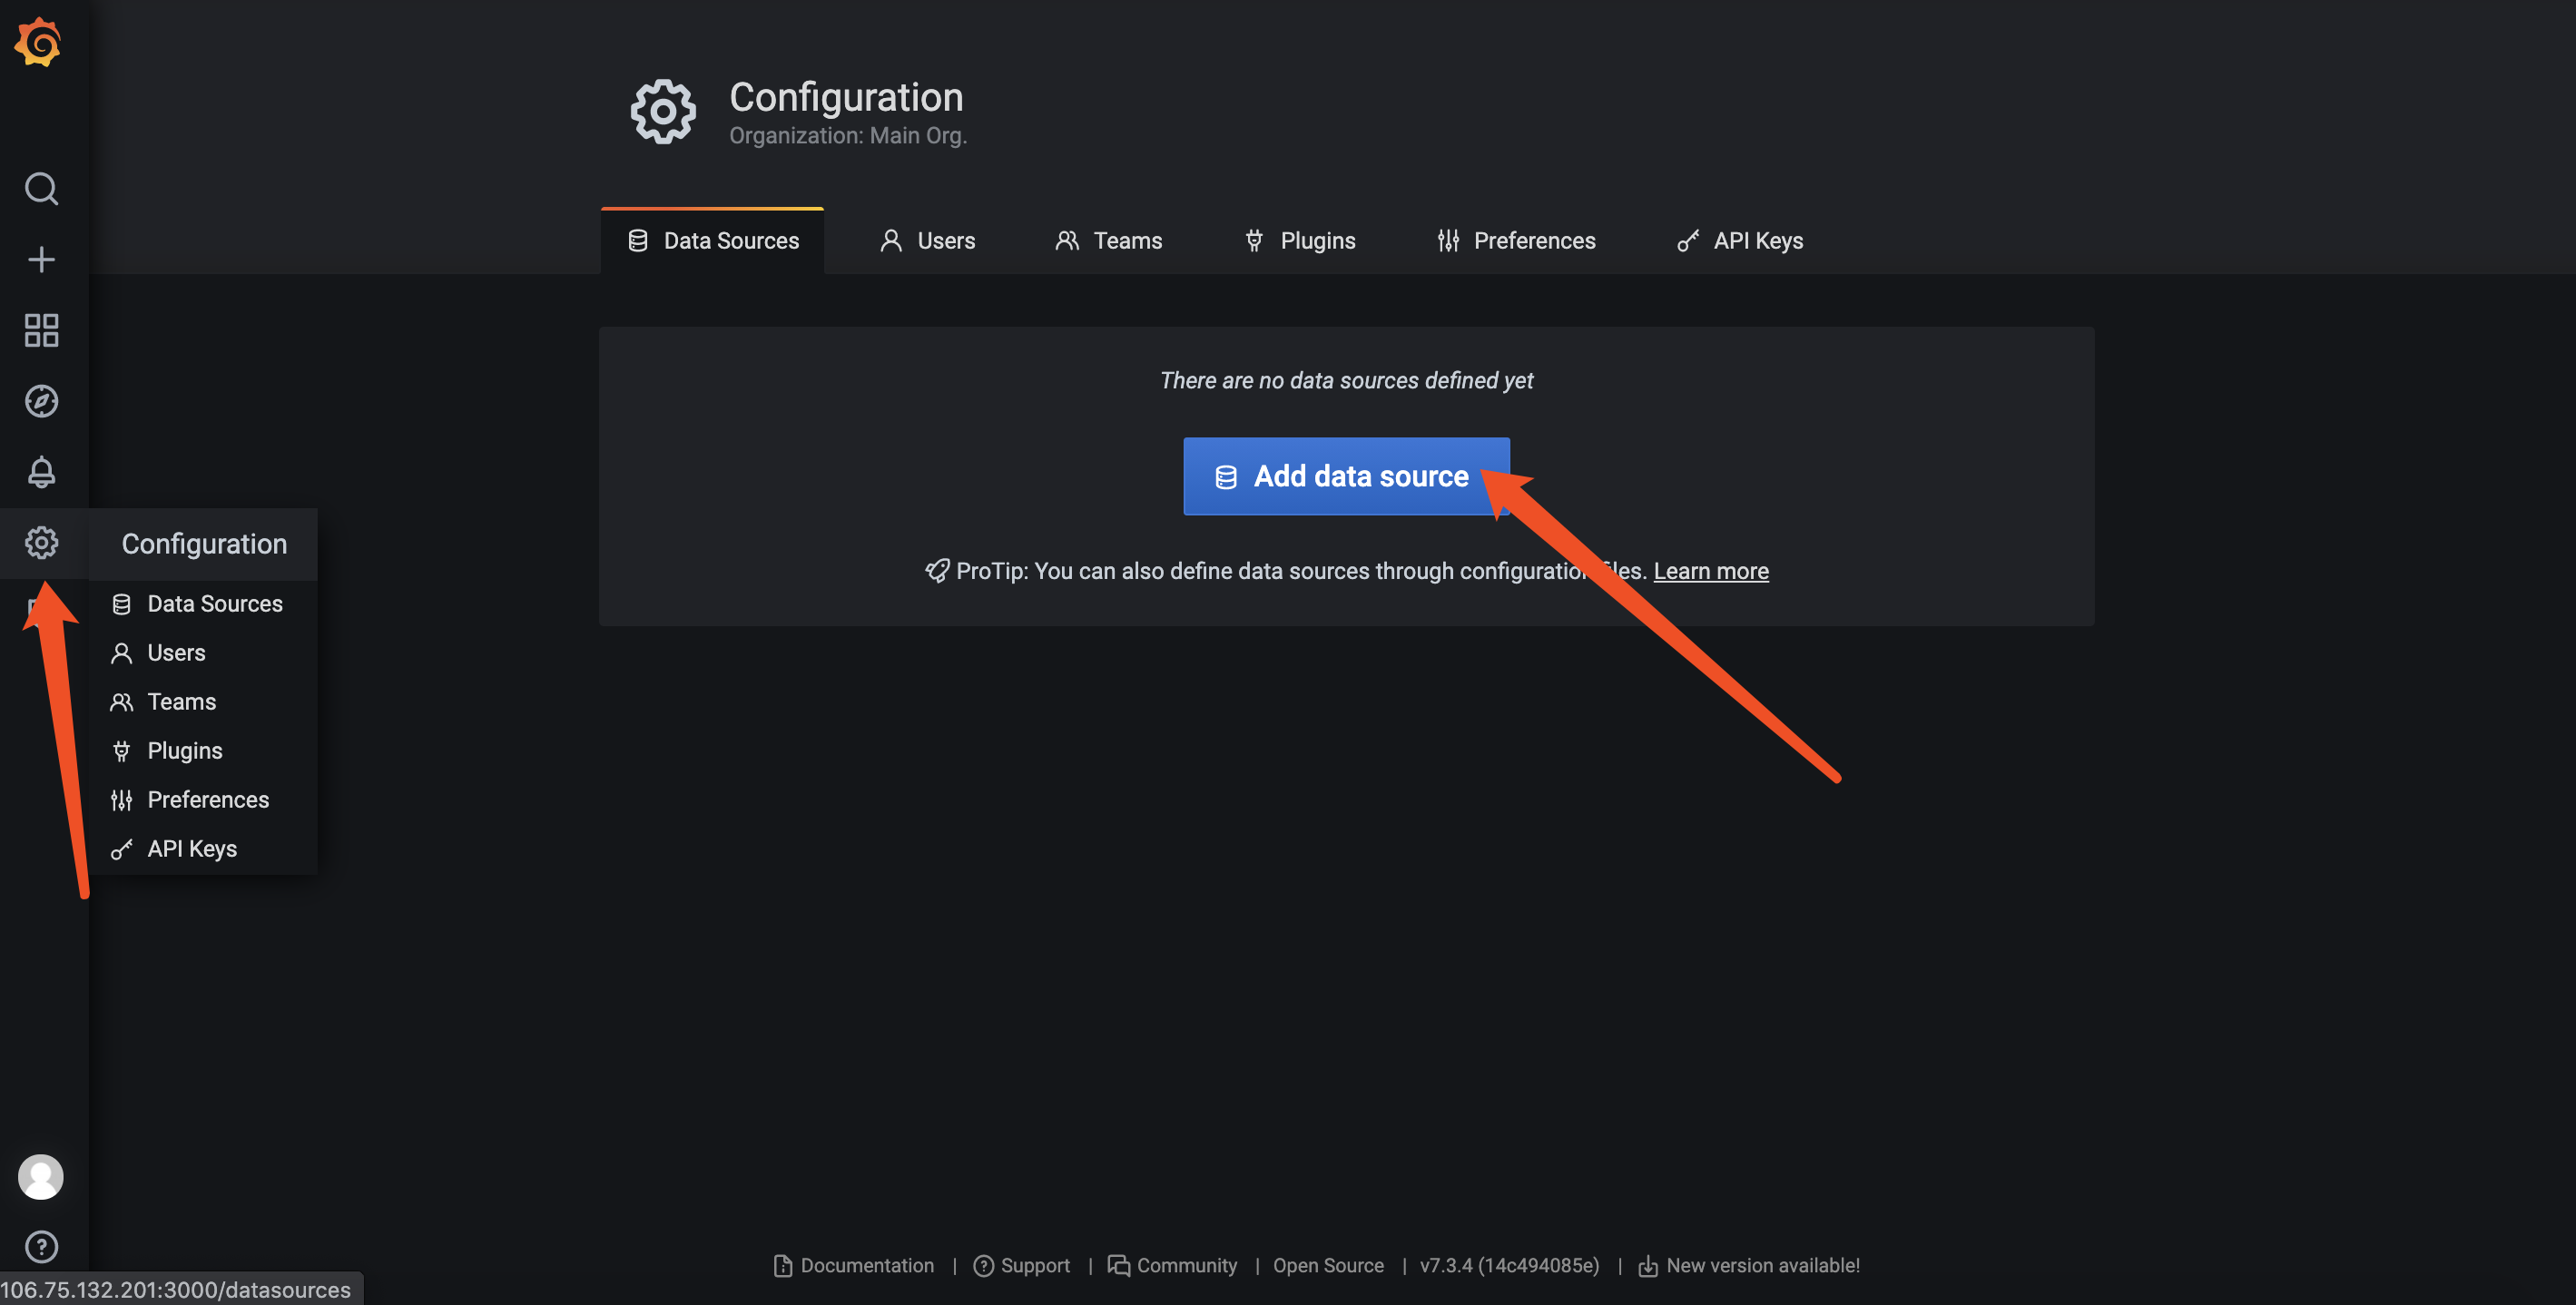 Configuration
Organization: Main Org.
Data Sources
Users
Teams
Plugins
Preferences
API Keys
There are no data sources defined yet
Add data source
ProTip: You can also define data sources through configuration files. Learn more
Configuration
Data Sources
Users
Teams
Plugins
Preferences
API Keys
Documentation | Support | Community | Open Source | v7.3.4 (14c494085e) | New version available!
106.75.132.201:3000/datasources